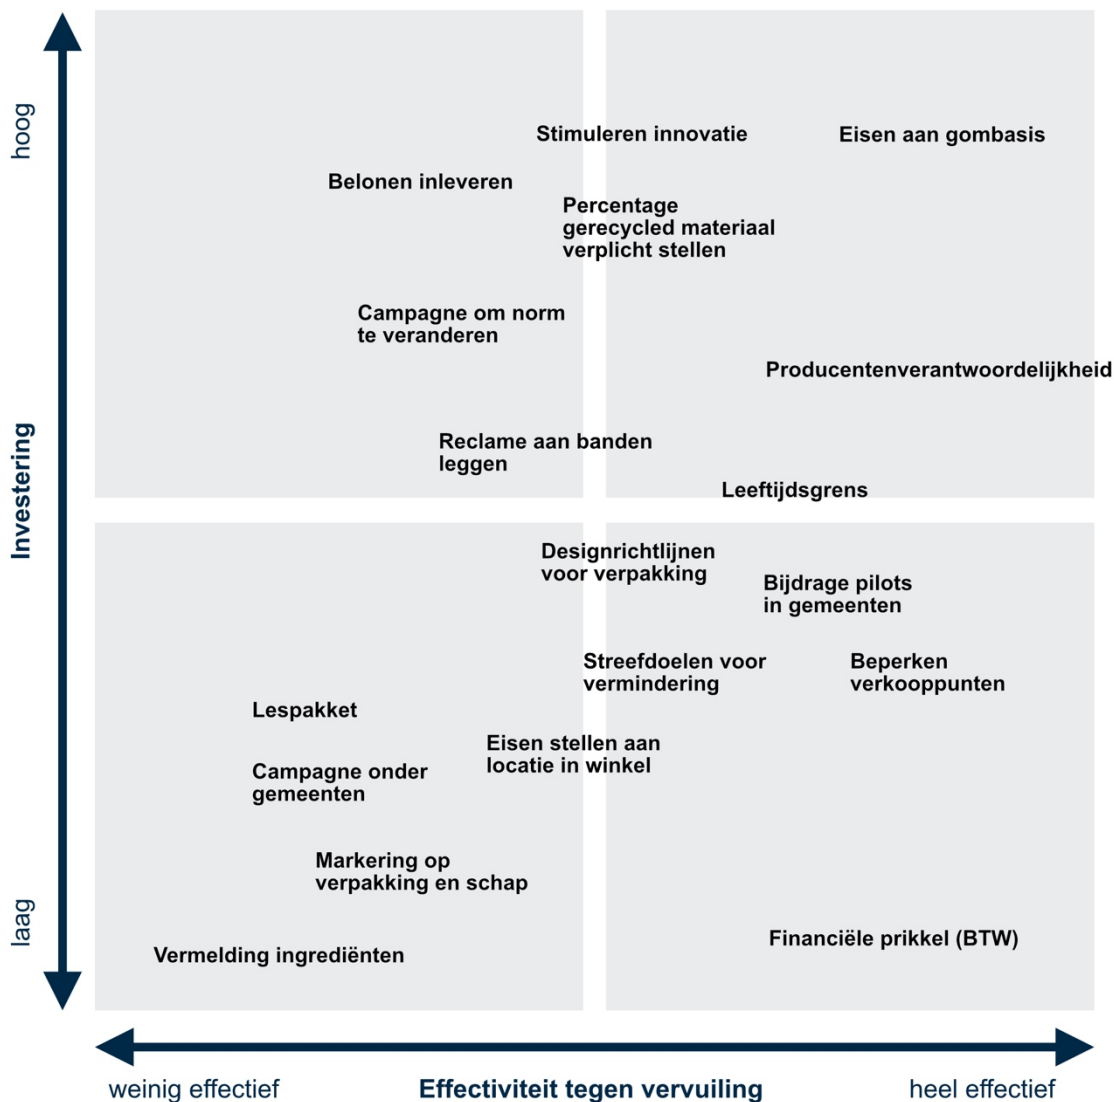 hoog
Stimuleren innovatie
Eisen aan gombasis
Belonen inleveren
Percentage
gerecycled materiaal
verplicht stellen
Campagne om norm
te veranderen
Producentenverantwoordelijkheid
Investering
Reclame aan banden
leggen
Leeftijdsgrens
Designrichtlijnen
voor verpakking
Bijdrage pilots
in gemeenten
Streefdoelen voor
vermindering
Beperken
verkooppunten
Lespakket
Eisen stellen aan
locatie in winkel
Campagne onder
gemeenten
Markering op
verpakking en schap
laag
Financiële prikkel (BTW)
Vermelding ingrediënten
weinig effectief
Effectiviteit tegen vervuiling
heel effectief